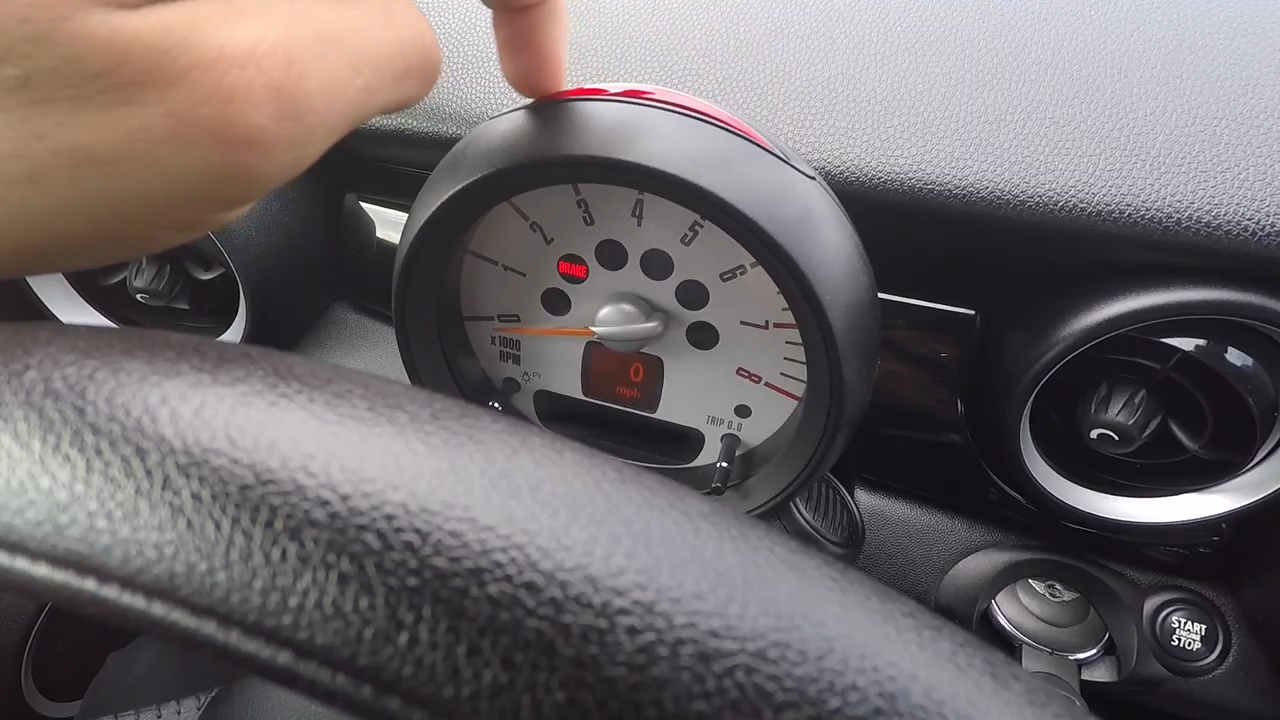 0
1
2
3
4
5
6
7
8
BRAKE
X1000
RPM
0
mph
TRIP 0.0
START
ENGINE
STOP